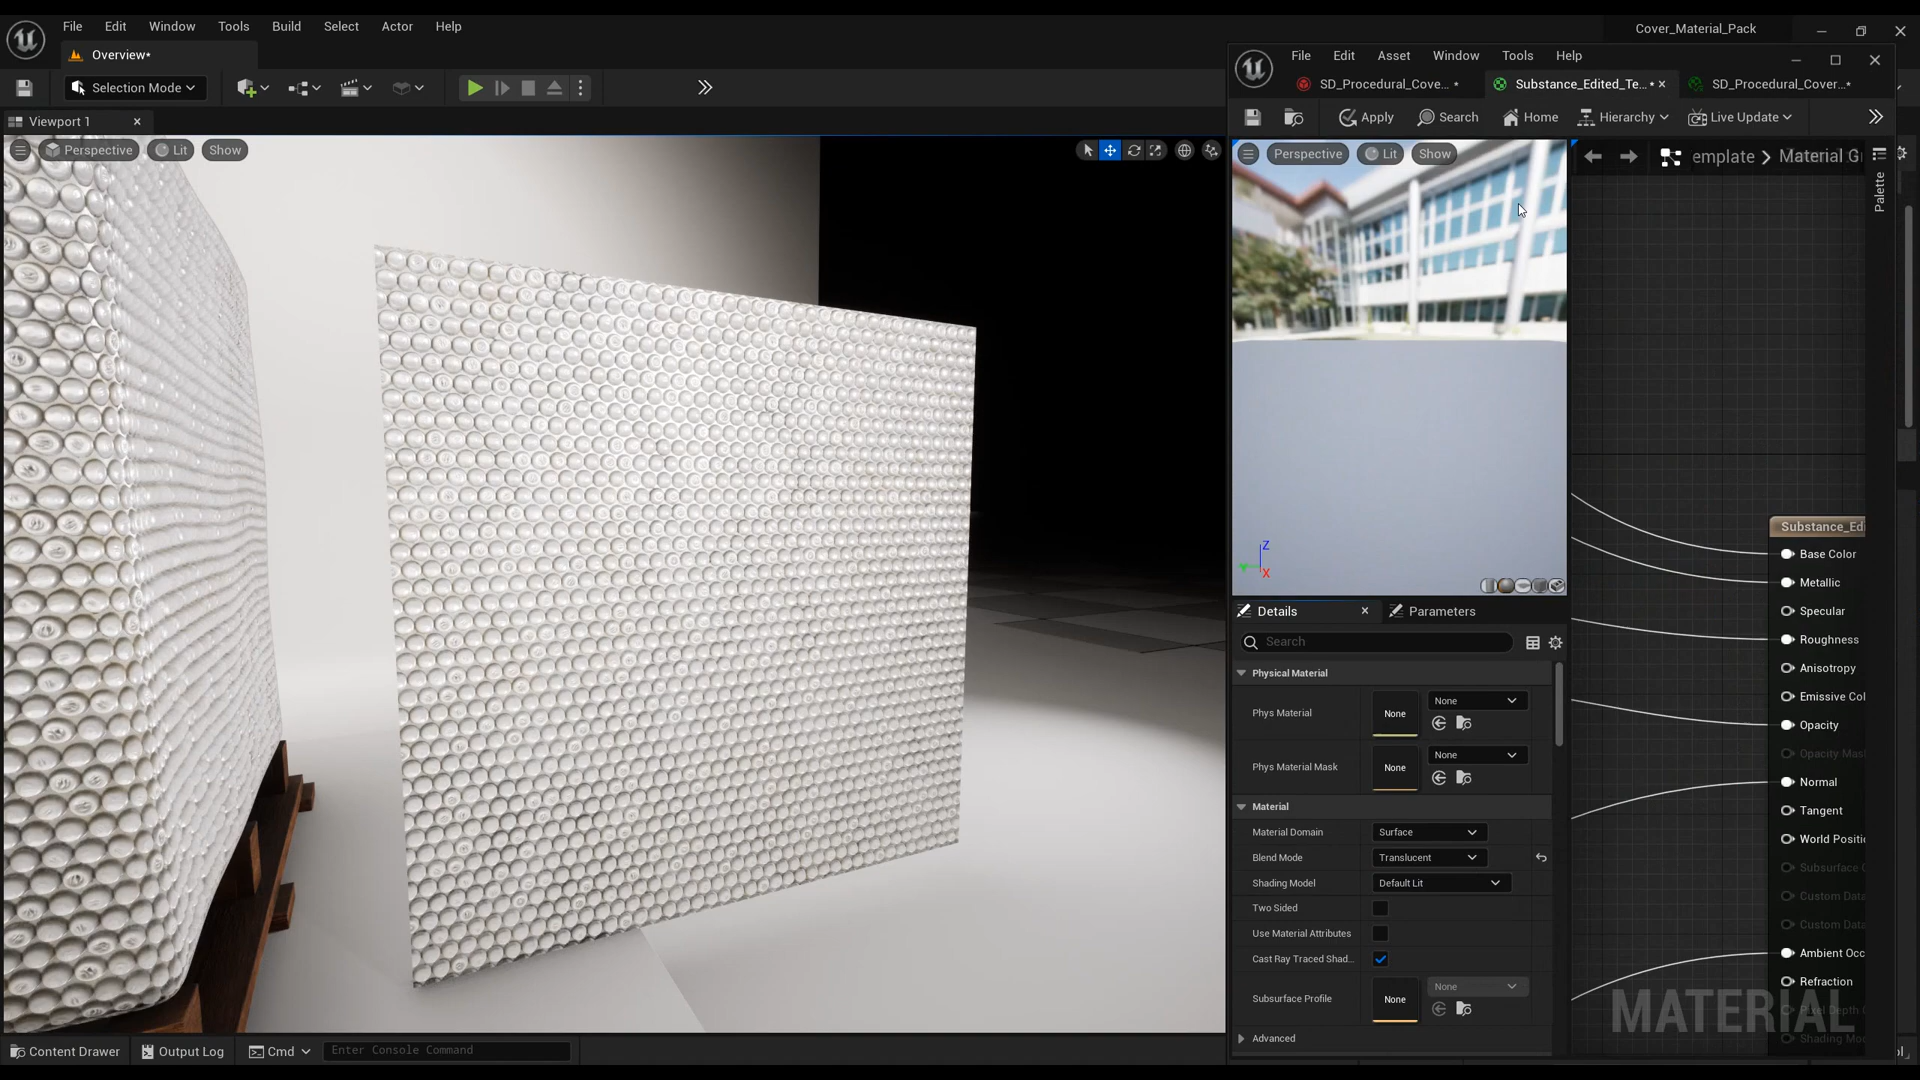 File Edit Window Tools Build Select Actor Help
Cover_Material_Pack
Overview*
Selection Mode
Viewport 1
Perspective Lit Show
File Edit Asset Window Tools Help
SD_Procedural_Cove... * Substance_Edited_Te... * SD_Procedural_Cover... *
Apply Search Home Hierarchy Live Update
Perspective Lit Show
emplate > Material G
Palette
Z
X
Details Parameters
Search
Physical Material
Phys Material None None
Phys Material Mask None None
Material
Material Domain Surface
Blend Mode Translucent
Shading Model Default Lit
Two Sided
Use Material Attributes
Cast Ray Traced Shad...
Subsurface Profile None None
Advanced
Substance_Edi
Base Color
Metallic
Specular
Roughness
Anisotropy
Emissive Col
Opacity
Opacity Mas
Normal
Tangent
World Positi
Subsurface C
Custom Data
Custom Data
Ambient Occ
Refraction
Pixel Depth O
Shading Mod
MATERIAL
Content Drawer Output Log Cmd Enter Console Command